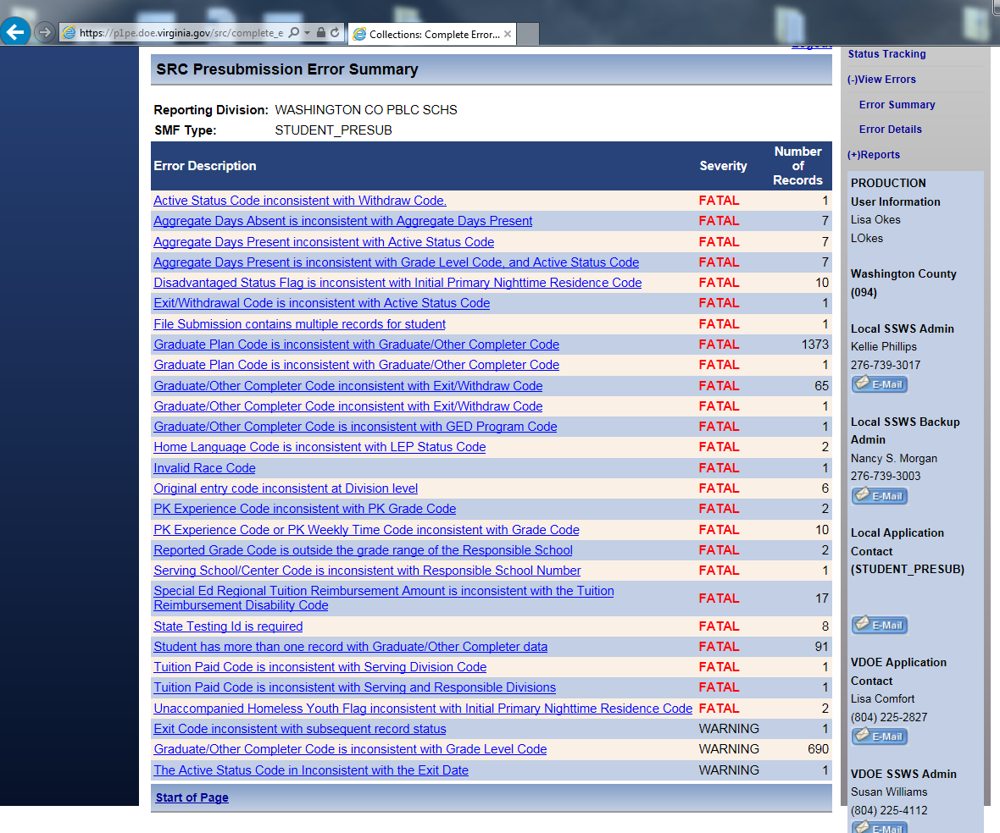 https://p1pe.doe.virginia.gov/src/complete_e
Collections: Complete Error...
Logout
SRC Presubmission Error Summary
Reporting Division: WASHINGTON CO PBLC SCHS
SMF Type: STUDENT_PRESUB
Error Description Severity Number of Records
Active Status Code inconsistent with Withdraw Code. FATAL 1
Aggregate Days Absent is inconsistent with Aggregate Days Present FATAL 7
Aggregate Days Present inconsistent with Active Status Code FATAL 7
Aggregate Days Present is inconsistent with Grade Level Code, and Active Status Code FATAL 7
Disadvantaged Status Flag is inconsistent with Initial Primary Nighttime Residence Code FATAL 10
Exit/Withdrawal Code is inconsistent with Active Status Code FATAL 1
File Submission contains multiple records for student FATAL 1
Graduate Plan Code is inconsistent with Graduate/Other Completer Code FATAL 1373
Graduate Plan Code is inconsistent with Graduate/Other Completer Code FATAL 1
Graduate/Other Completer Code inconsistent with Exit/Withdraw Code FATAL 65
Graduate/Other Completer Code inconsistent with Exit/Withdraw Code FATAL 1
Graduate/Other Completer Code is inconsistent with GED Program Code FATAL 1
Home Language Code is inconsistent with LEP Status Code FATAL 2
Invalid Race Code FATAL 1
Original entry code inconsistent at Division level FATAL 6
PK Experience Code inconsistent with PK Grade Code FATAL 2
PK Experience Code or PK Weekly Time Code inconsistent with Grade Code FATAL 10
Reported Grade Code is outside the grade range of the Responsible School FATAL 2
Serving School/Center Code is inconsistent with Responsible School Number FATAL 1
Special Ed Regional Tuition Reimbursement Amount is inconsistent with the Tuition
Reimbursement Disability Code FATAL 17
State Testing Id is required FATAL 8
Student has more than one record with Graduate/Other Completer data FATAL 91
Tuition Paid Code is inconsistent with Serving Division Code FATAL 1
Tuition Paid Code is inconsistent with Serving and Responsible Divisions FATAL 1
Unaccompanied Homeless Youth Flag inconsistent with Initial Primary Nighttime Residence Code FATAL 2
Exit Code inconsistent with subsequent record status WARNING 1
Graduate/Other Completer Code is inconsistent with Grade Level Code WARNING 690
The Active Status Code in Inconsistent with the Exit Date WARNING 1
Start of Page
Status Tracking
(-)View Errors
Error Summary
Error Details
(+)Reports
PRODUCTION
User Information
Lisa Okes
LOkes
Washington County
(094)
Local SSWS Admin
Kellie Phillips
276-739-3017
E-Mail
Local SSWS Backup
Admin
Nancy S. Morgan
276-739-3003
E-Mail
Local Application
Contact
(STUDENT_PRESUB)
E-Mail
VDOE Application
Contact
Lisa Comfort
(804) 225-2827
E-Mail
VDOE SSWS Admin
Susan Williams
(804) 225-4112
E-Mail